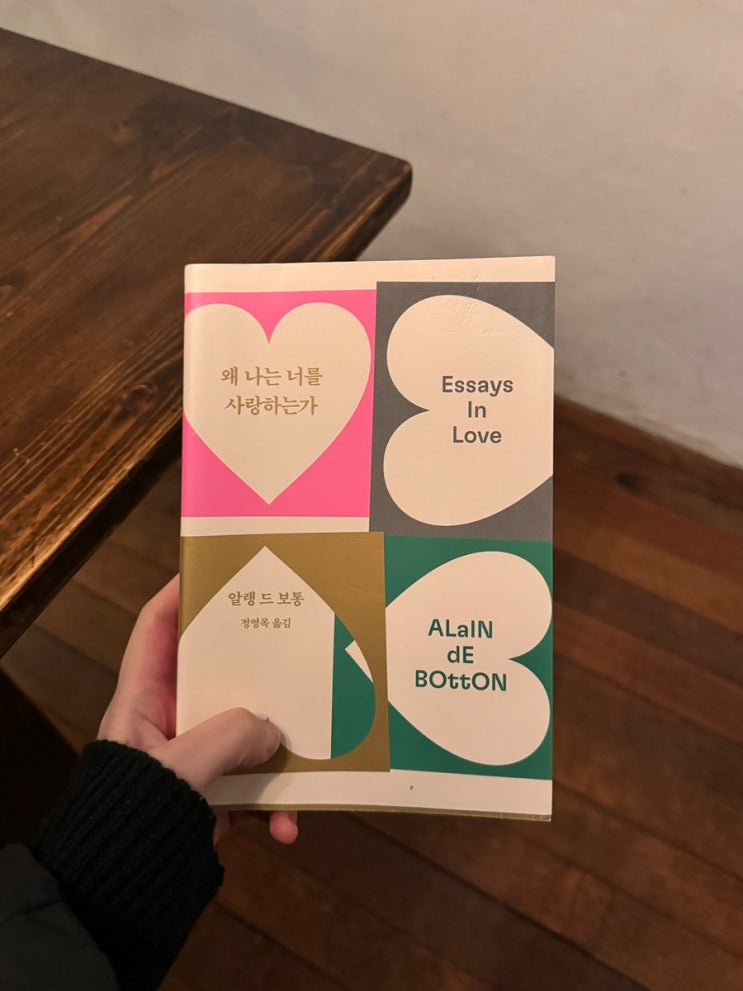 왜 나는 너를
사랑하는가
Essays
In
Love
알랭 드 보통
정영목 옮김
ALaIN
dE
BOttON